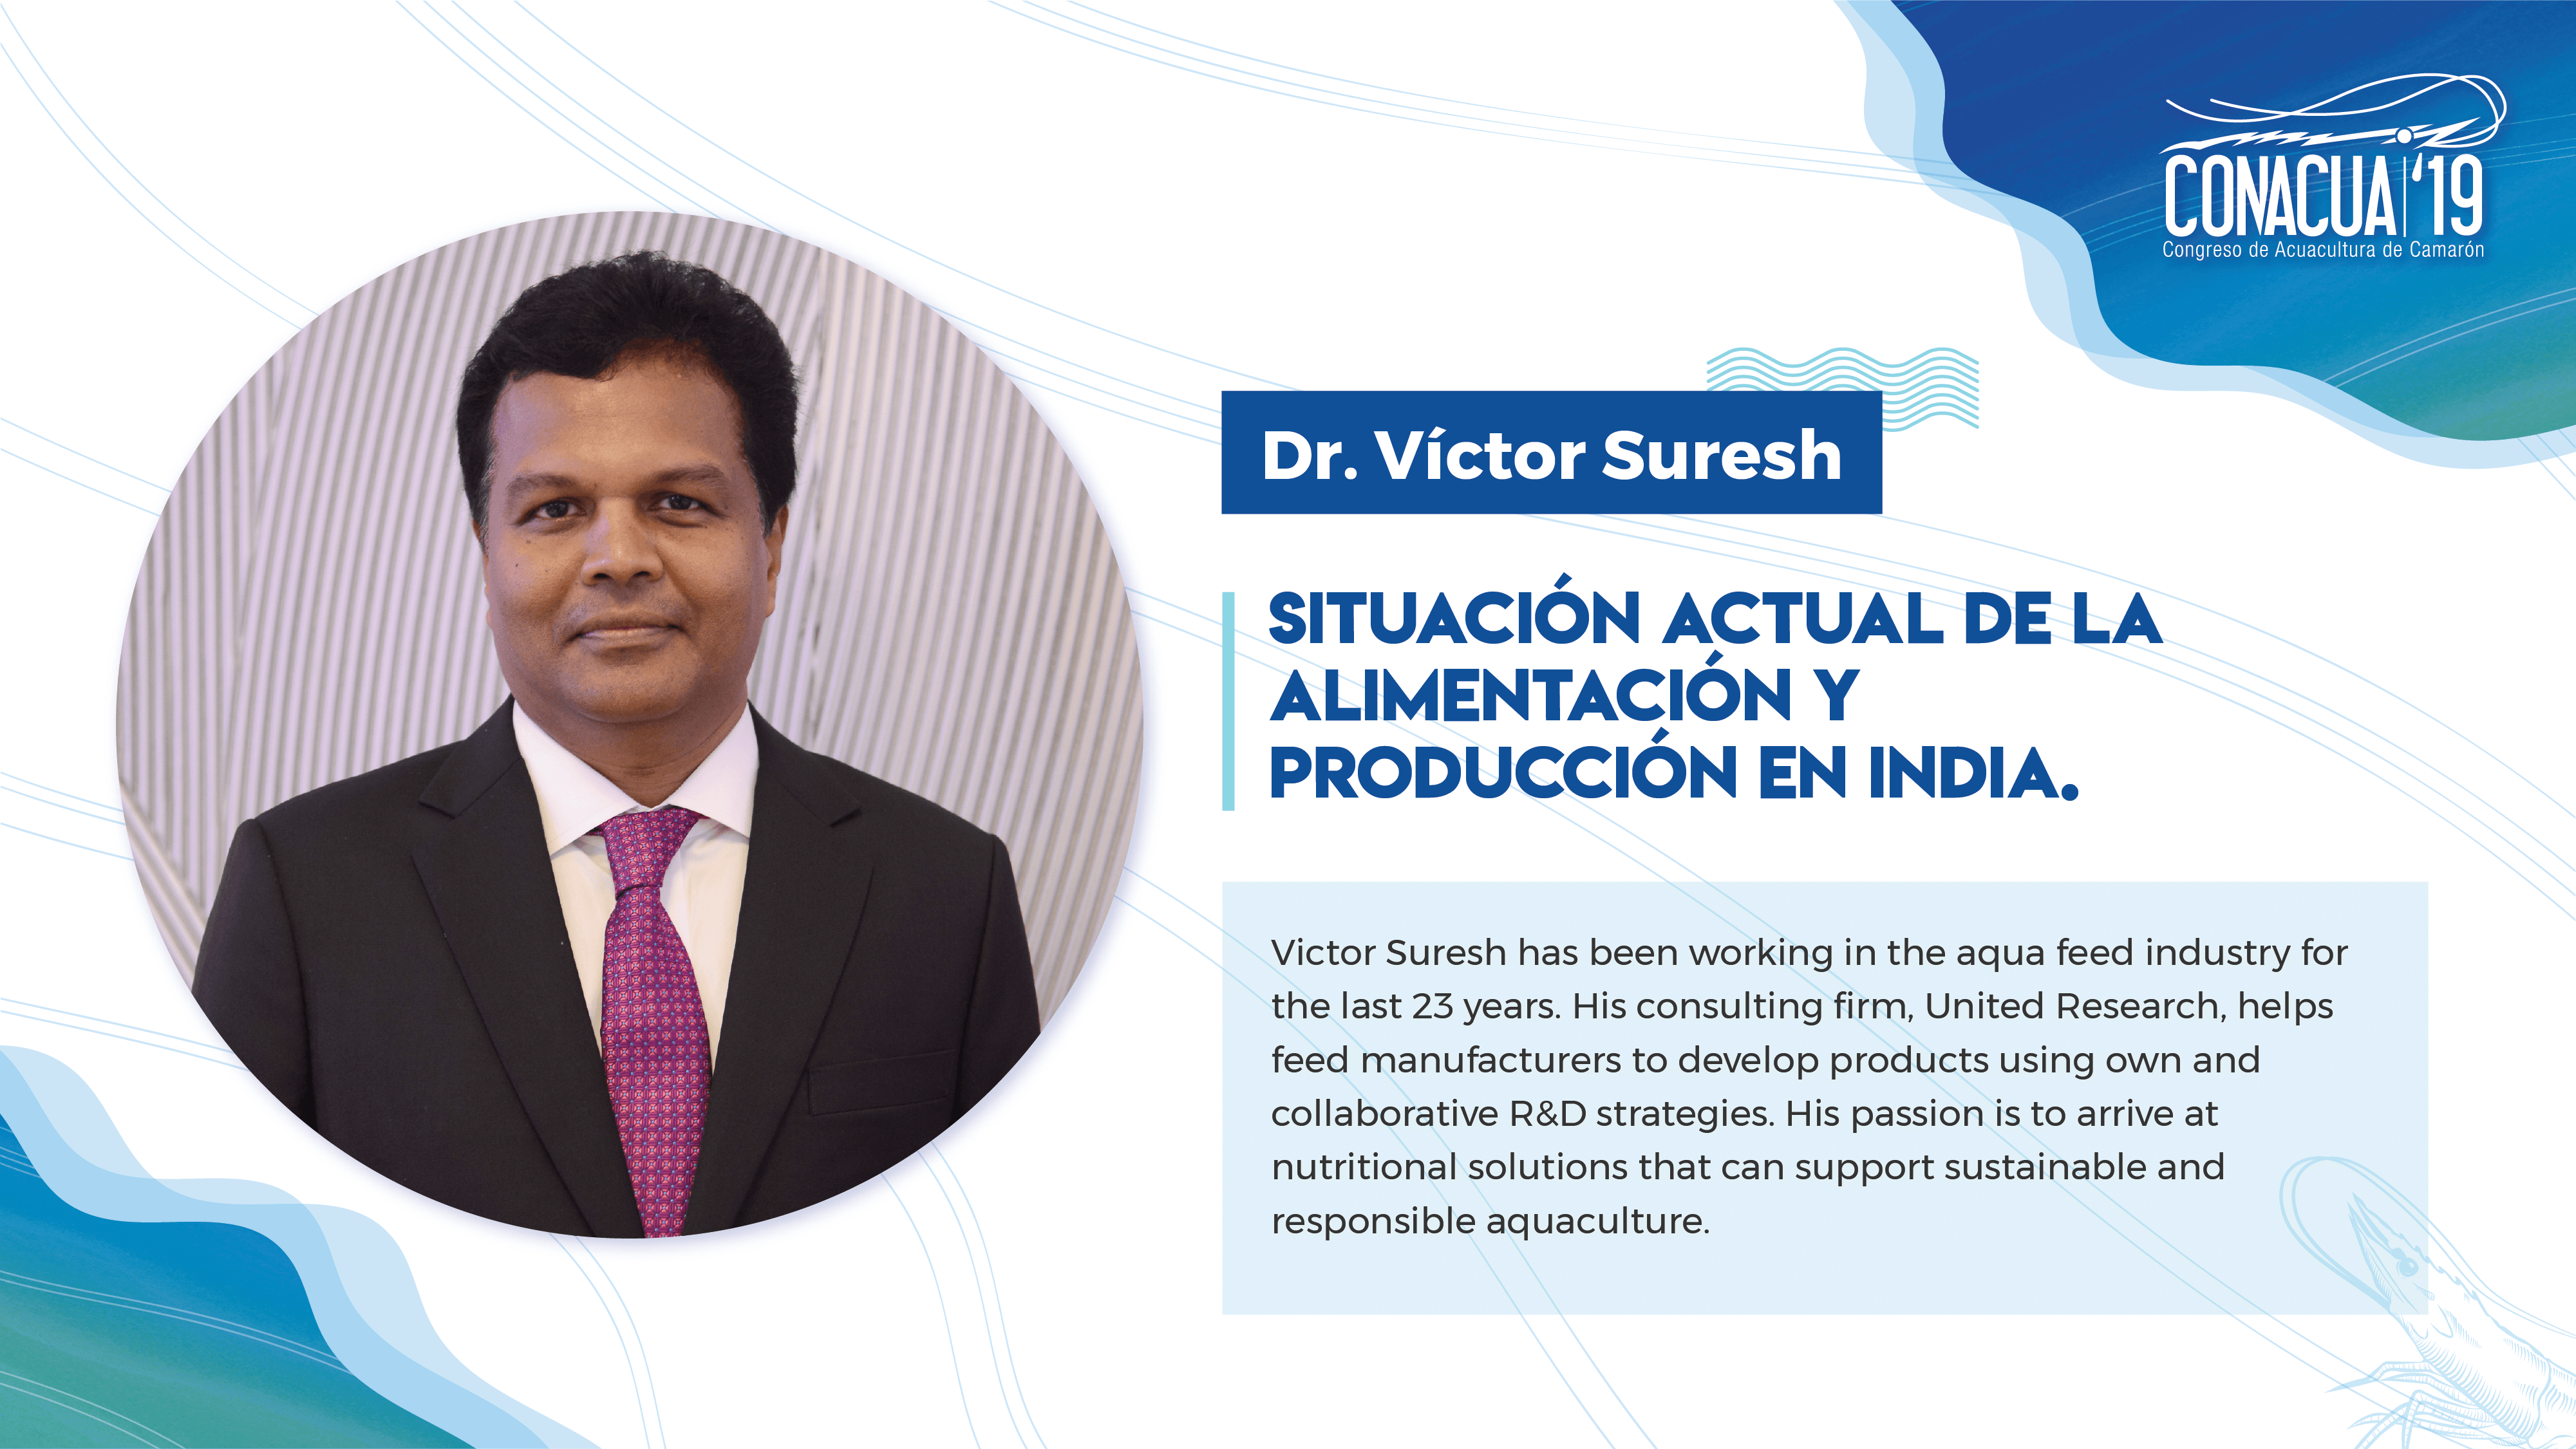 CONACUA '19
Congreso de Acuacultura de Camarón
Dr. Víctor Suresh
SITUACIÓN ACTUAL DE LA
ALIMENTACIÓN Y
PRODUCCIÓN EN INDIA.
Victor Suresh has been working in the aqua feed industry for
the last 23 years. His consulting firm, United Research, helps
feed manufacturers to develop products using own and
collaborative R&D strategies. His passion is to arrive at
nutritional solutions that can support sustainable and
responsible aquaculture.